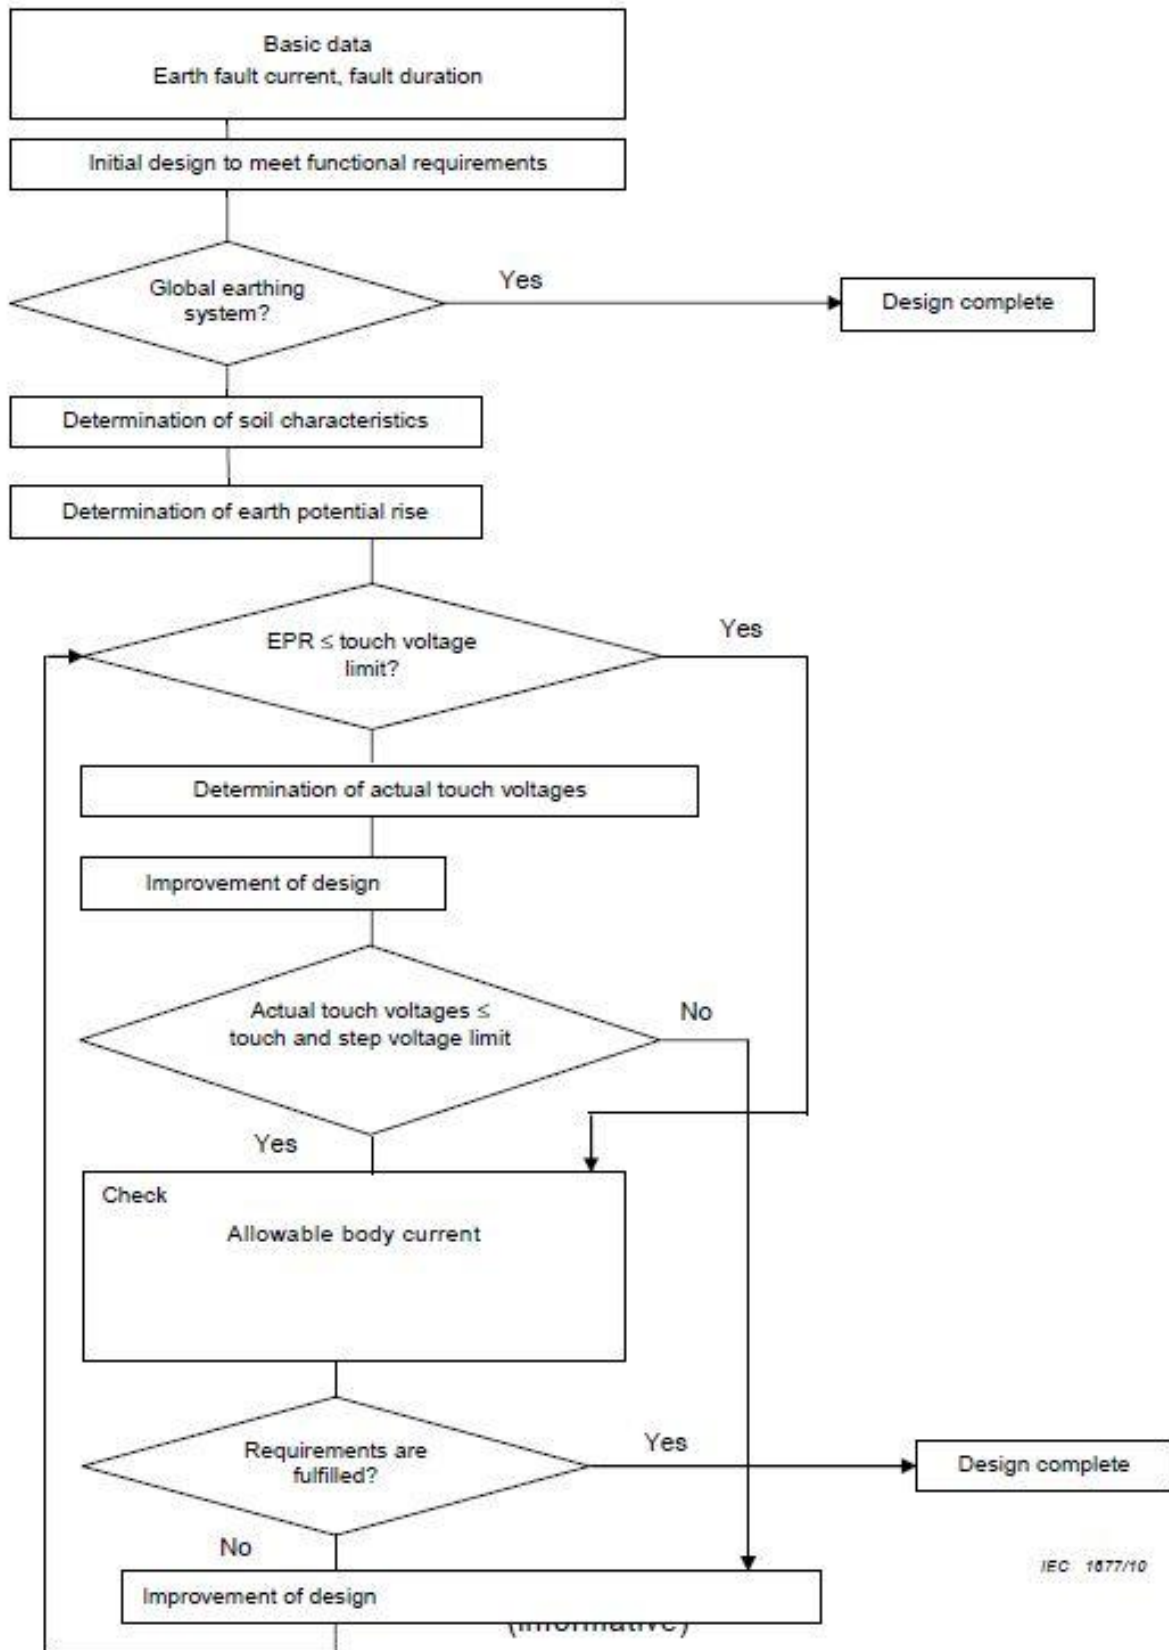 Basic data
Earth fault current, fault duration
Initial design to meet functional requirements
Global earthing
system?
Yes
Design complete
Determination of soil characteristics
Determination of earth potential rise
EPR ≤ touch voltage
limit?
Yes
Determination of actual touch voltages
Improvement of design
Actual touch voltages ≤
touch and step voltage limit
No
Yes
Check
Allowable body current
Requirements are
fulfilled?
Yes
Design complete
No
IEC 1677/10
Improvement of design
(informative)